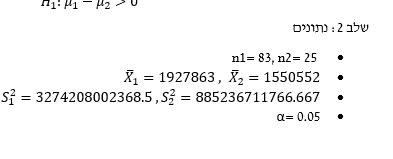 H₁: μ₁ − μ₂ > 0
שלב 2: נתונים
• n1= 83, n2= 25
• X̄₁ = 1927863 , X̄₂ = 1550552
• S₁² = 3274208002368.5 , S₂² = 885236711766.667
• α= 0.05